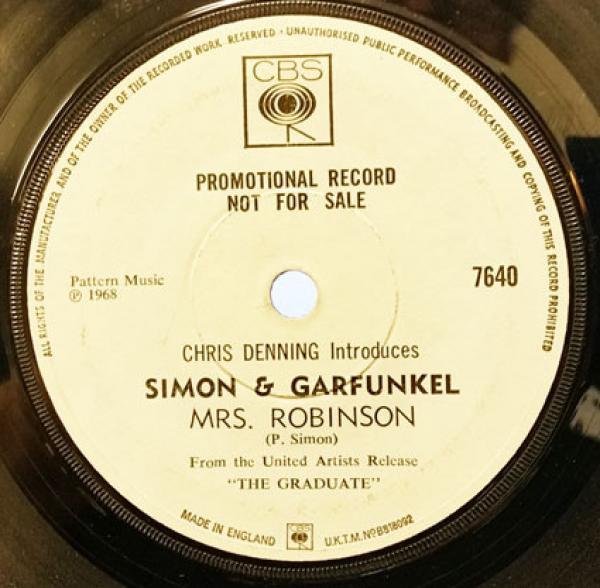 ALL RIGHTS OF THE MANUFACTURER AND OF THE OWNER OF THE RECORDED WORK RESERVED · UNAUTHORISED PUBLIC PERFORMANCE BROADCASTING AND COPYING OF THIS RECORD PROHIBITED
CBS
PROMOTIONAL RECORD
NOT FOR SALE
Pattern Music
℗ 1968
7640
CHRIS DENNING Introduces
SIMON & GARFUNKEL
MRS. ROBINSON
(P. Simon)
From the United Artists Release
"THE GRADUATE"
MADE IN ENGLAND
CBS
U.K.T.M. NO B818092